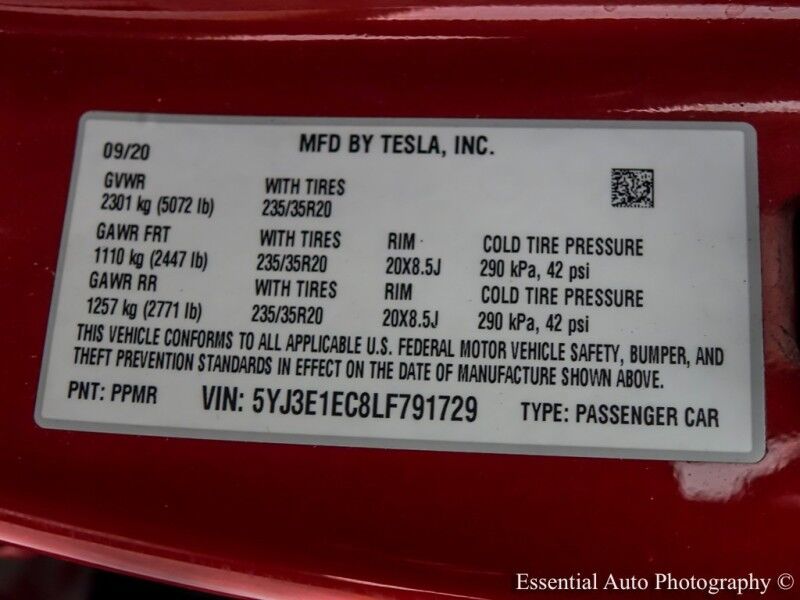 09/20 MFD BY TESLA, INC.
GVWR WITH TIRES
2301 kg (5072 lb) 235/35R20
GAWR FRT WITH TIRES RIM COLD TIRE PRESSURE
1110 kg (2447 lb) 235/35R20 20X8.5J 290 kPa, 42 psi
GAWR RR WITH TIRES RIM COLD TIRE PRESSURE
1257 kg (2771 lb) 235/35R20 20X8.5J 290 kPa, 42 psi
THIS VEHICLE CONFORMS TO ALL APPLICABLE U.S. FEDERAL MOTOR VEHICLE SAFETY, BUMPER, AND
THEFT PREVENTION STANDARDS IN EFFECT ON THE DATE OF MANUFACTURE SHOWN ABOVE.
PNT: PPMR VIN: 5YJ3E1EC8LF791729 TYPE: PASSENGER CAR
Essential Auto Photography ©